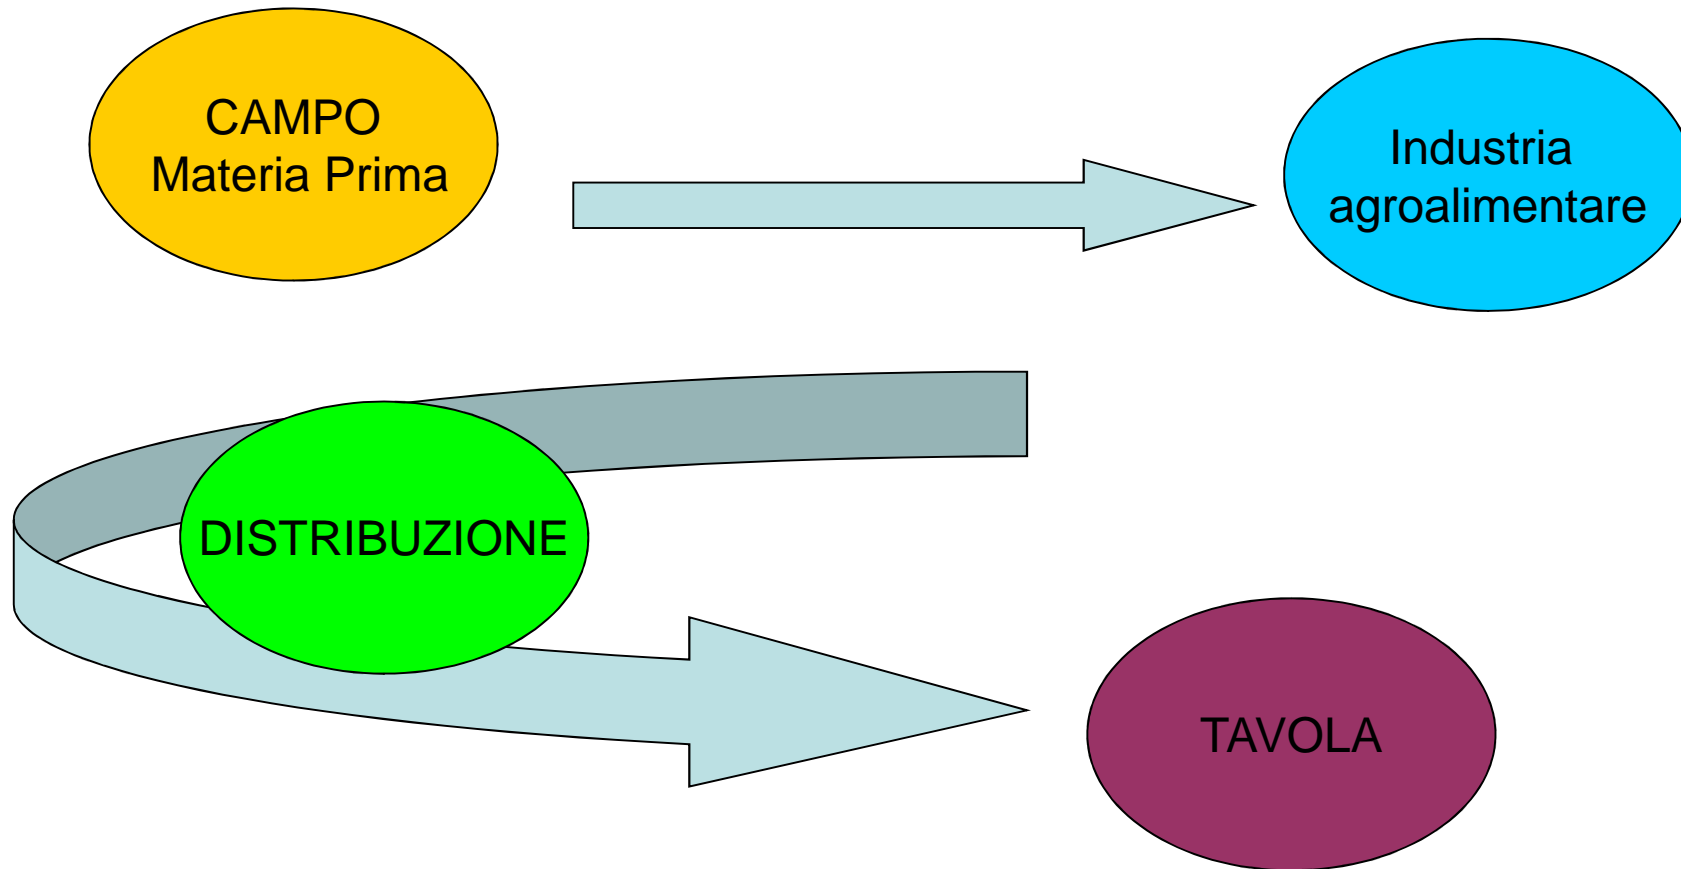 CAMPO
Materia Prima
Industria
agroalimentare
DISTRIBUZIONE
TAVOLA